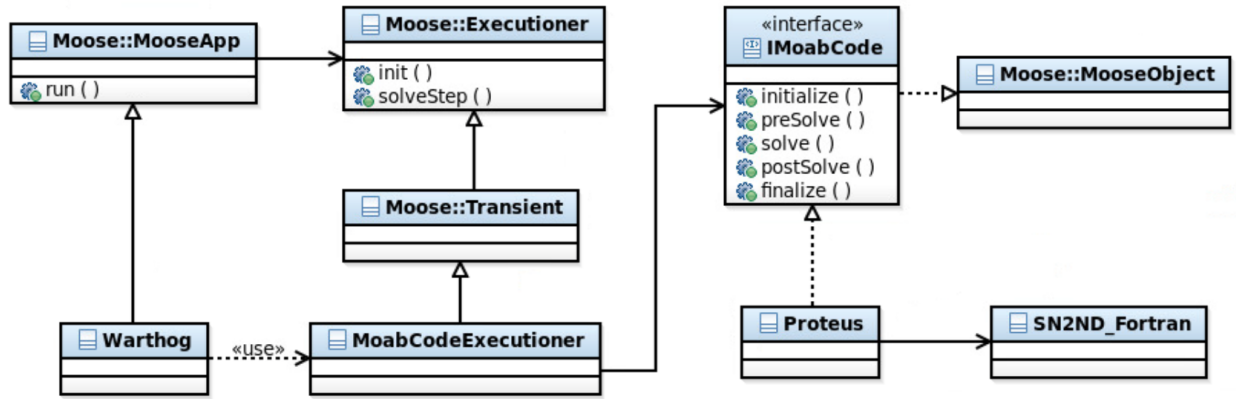 Moose::MooseApp
run ( )
Moose::Executioner
init ( )
solveStep ( )
«interface»
IMoabCode
initialize ( )
preSolve ( )
solve ( )
postSolve ( )
finalize ( )
Moose::MooseObject
Moose::Transient
Warthog
«use»
MoabCodeExecutioner
Proteus
SN2ND_Fortran